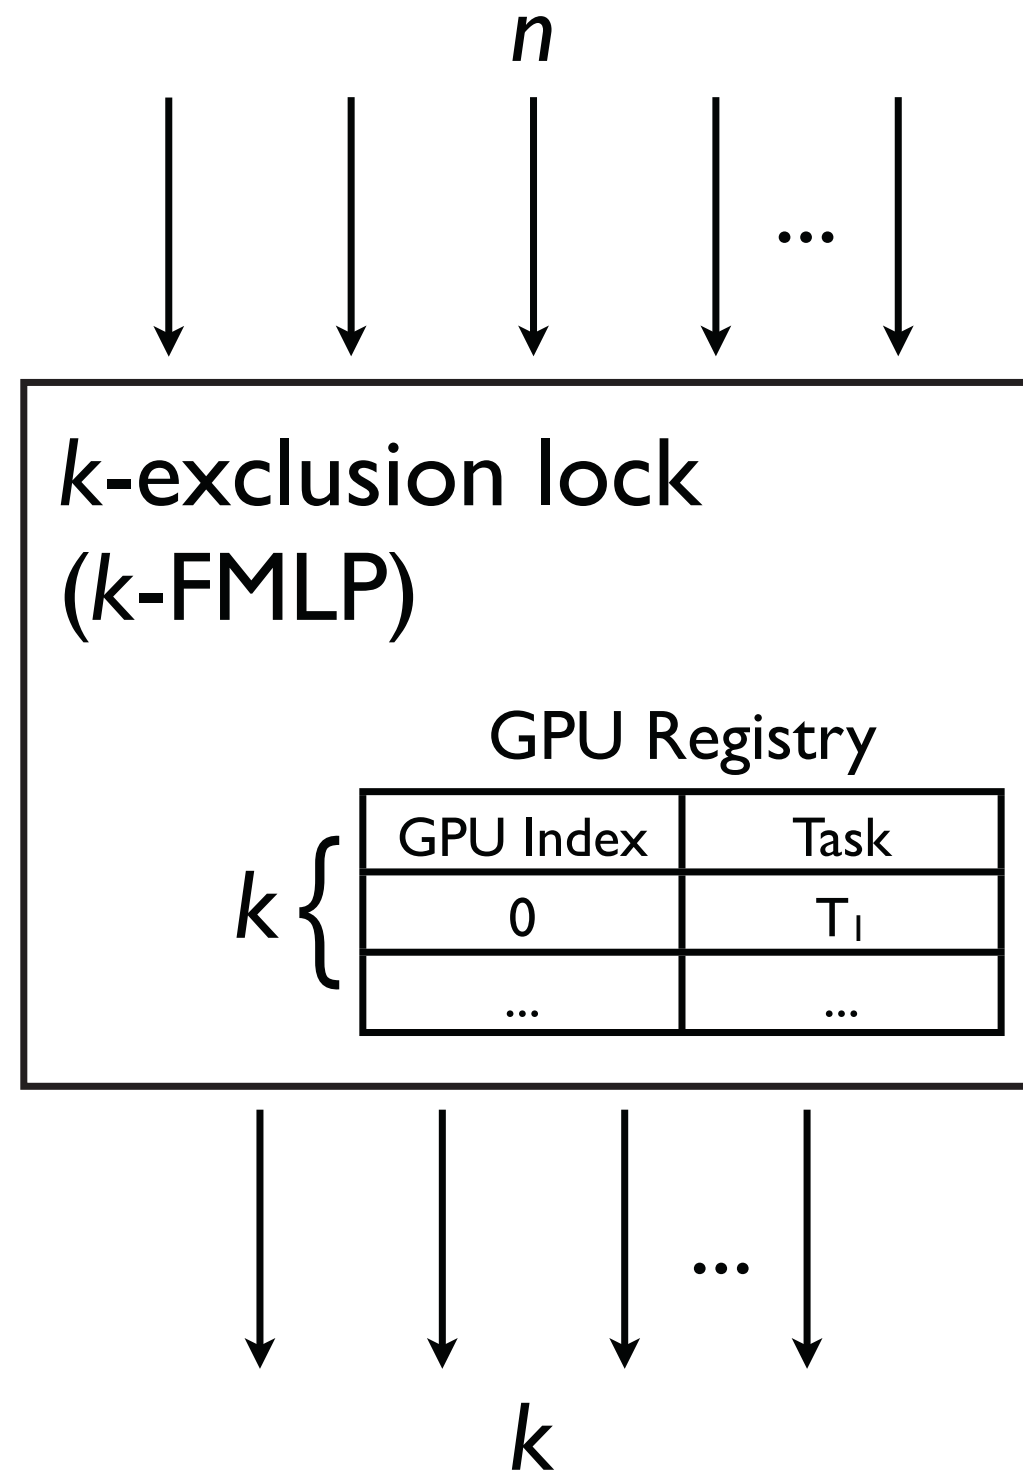 n
...
k-exclusion lock
(k-FMLP)
GPU Registry
GPU Index Task
k { 0 T₁
... ...
...
k